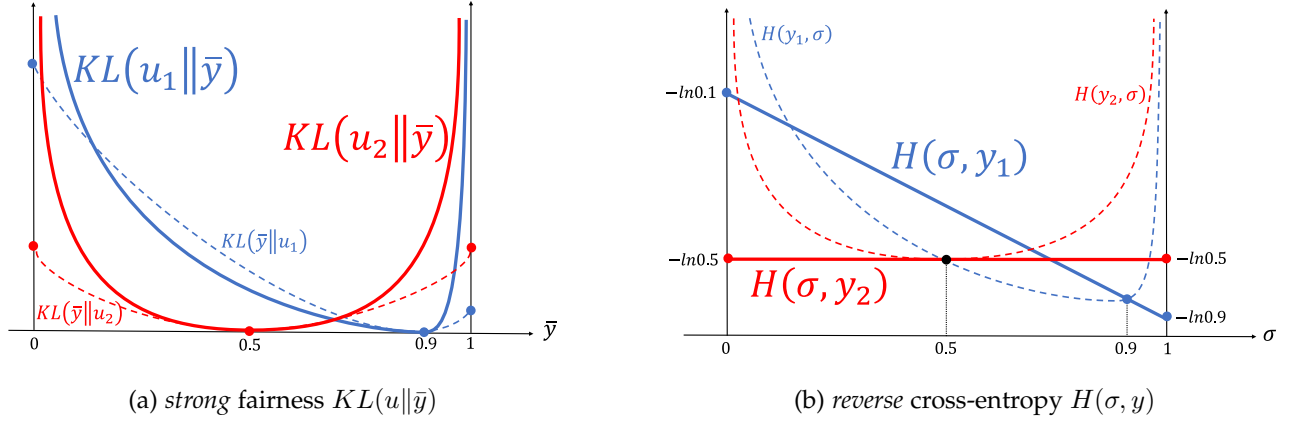 KL(u₁‖ȳ)
KL(u₂‖ȳ)
KL(ȳ‖u₁)
KL(ȳ‖u₂)
0
0.5
0.9
1
ȳ
(a) strong fairness KL(u‖ȳ)
H(y₁,σ)
H(y₂,σ)
−ln0.1
H(σ,y₁)
−ln0.5
−ln0.5
H(σ,y₂)
−ln0.9
0
0.5
0.9
1
σ
(b) reverse cross-entropy H(σ, y)